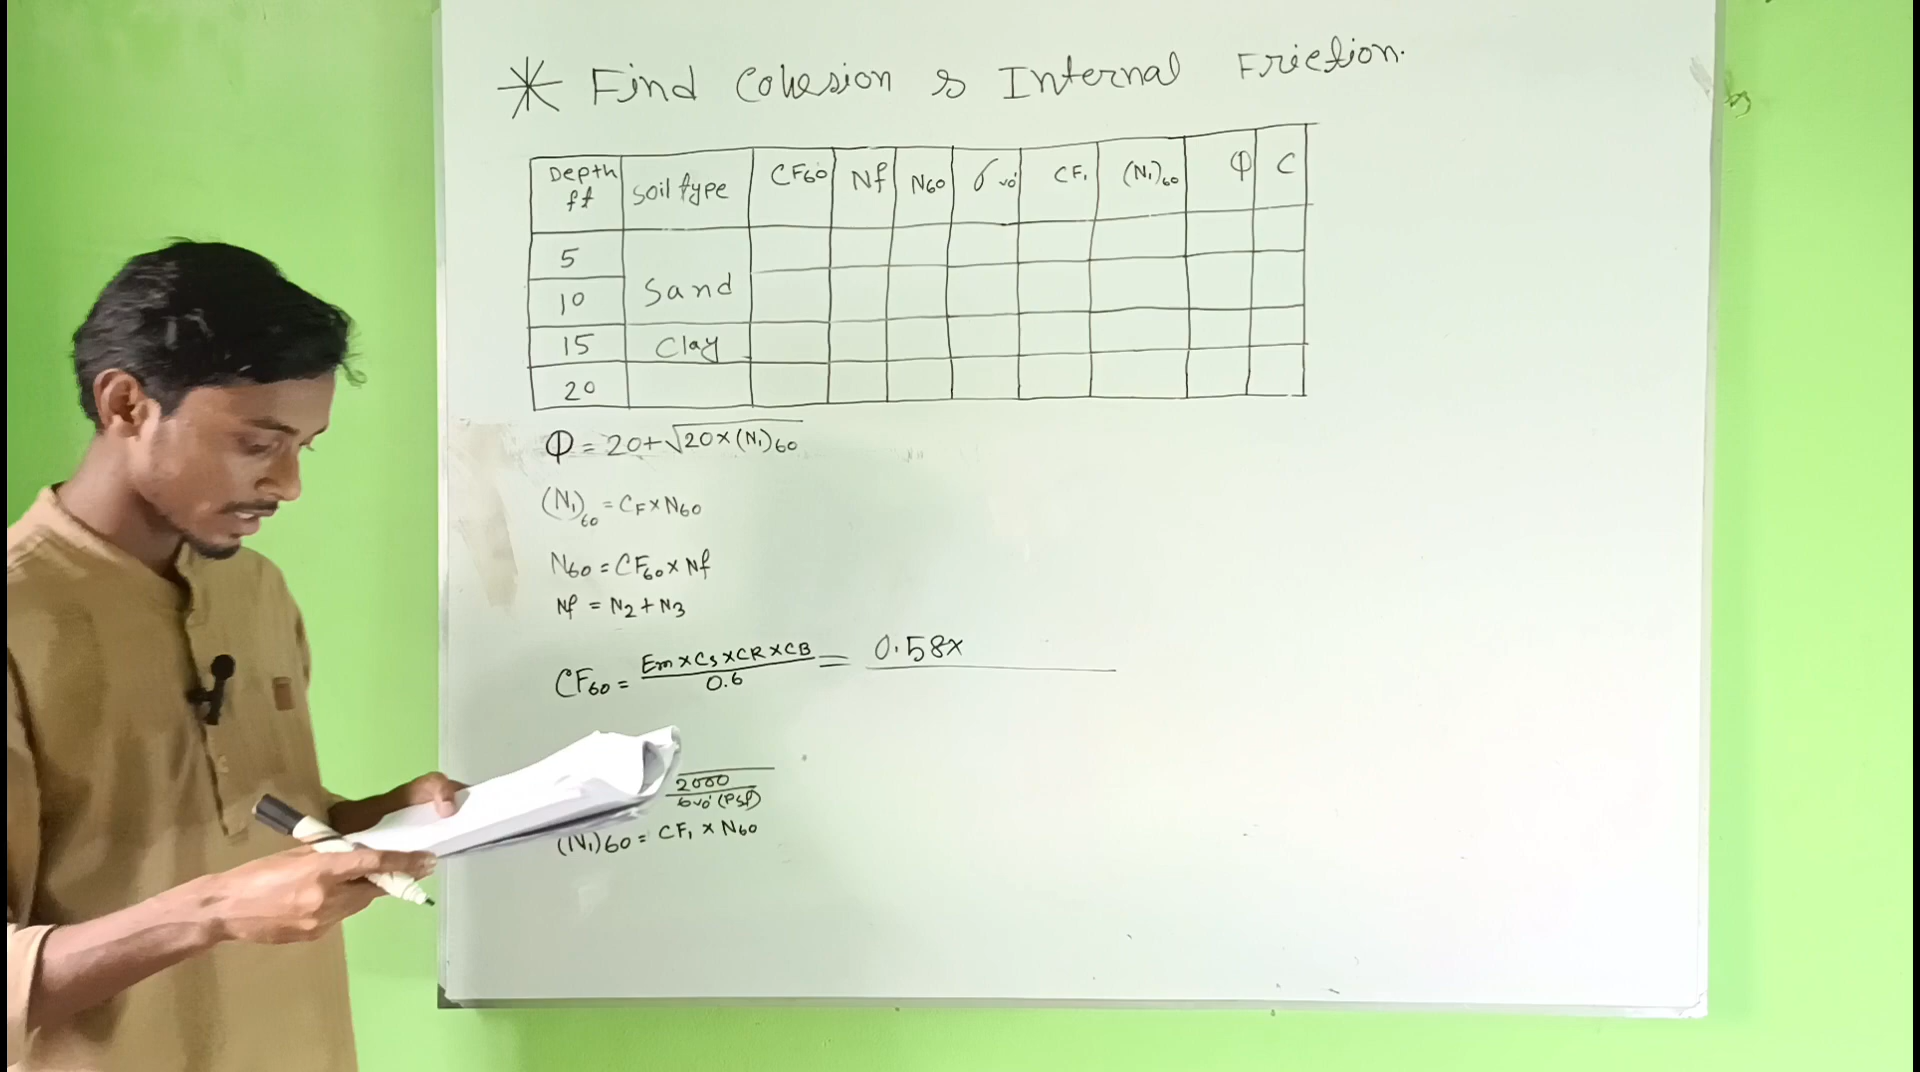 * Find Cohesion & Internal Friction.
Depth ft | Soil type | CF60 | Nf | N60 | σvo' | CF1 | (N1)60 | Φ | C
5
Sand
10
15 Clay
20
Φ = 20+√20×(N1)60
(N1)60 = CF×N60
N60 = CF60×Nf
Nf = N2+N3
CF60 = Em×Cs×CR×CB / 0.6 = 0.58×
2000 / σvo' (Psf)
(N1)60 = CF1 × N60